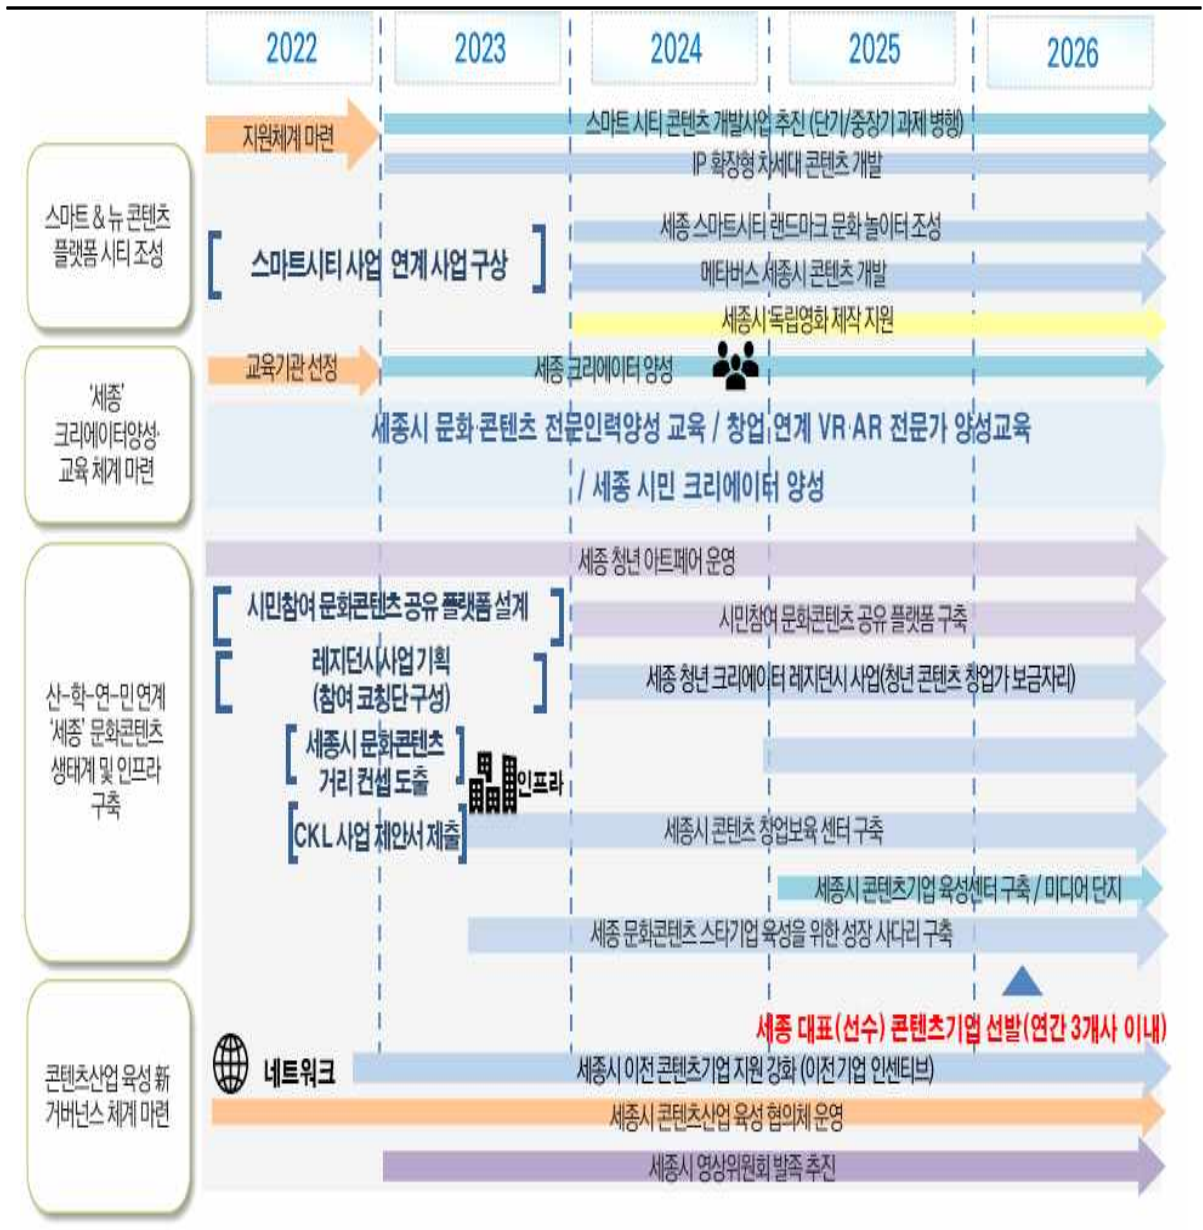 2022
2023
2024
2025
2026
지원체계 마련
스마트 시티 콘텐츠 개발사업 추진 (단기/중장기 과제 병행)
IP 확장형 차세대 콘텐츠 개발
스마트 & 뉴 콘텐츠
플랫폼 시티 조성
세종 스마트시티 랜드마크 문화 놀이터 조성
스마트시티 사업 연계 사업 구상
메타버스 세종시 콘텐츠 개발
세종시 독립영화 제작 지원
교육기관 선정
세종 크리에이터 양성
'세종'
크리에이터양성·
교육 체계 마련
세종시 문화·콘텐츠 전문인력양성 교육 / 창업 연계 VR·AR 전문가 양성교육
/ 세종 시민 크리에이터 양성
세종 청년 아트페어 운영
시민참여 문화콘텐츠 공유 플랫폼 설계
시민참여 문화콘텐츠 공유 플랫폼 구축
레지던시사업 기획
(참여 코칭단 구성)
세종 청년 크리에이터 레지던시 사업(청년 콘텐츠 창업가 보금자리)
산-학-연-민 연계
'세종' 문화콘텐츠
생태계 및 인프라
구축
세종시 문화콘텐츠
거리 컨셉 도출
인프라
CKL 사업 제안서 제출
세종시 콘텐츠 창업보육 센터 구축
세종시 콘텐츠기업 육성센터 구축 / 미디어 단지
세종 문화콘텐츠 스타기업 육성을 위한 성장 사다리 구축
세종 대표(선수) 콘텐츠기업 선발(연간 3개사 이내)
콘텐츠산업 육성 新
거버넌스 체계 마련
네트워크
세종시 이전 콘텐츠기업 지원 강화 (이전기업 인센티브)
세종시 콘텐츠산업 육성 협의체 운영
세종시 영상위원회 발족 추진